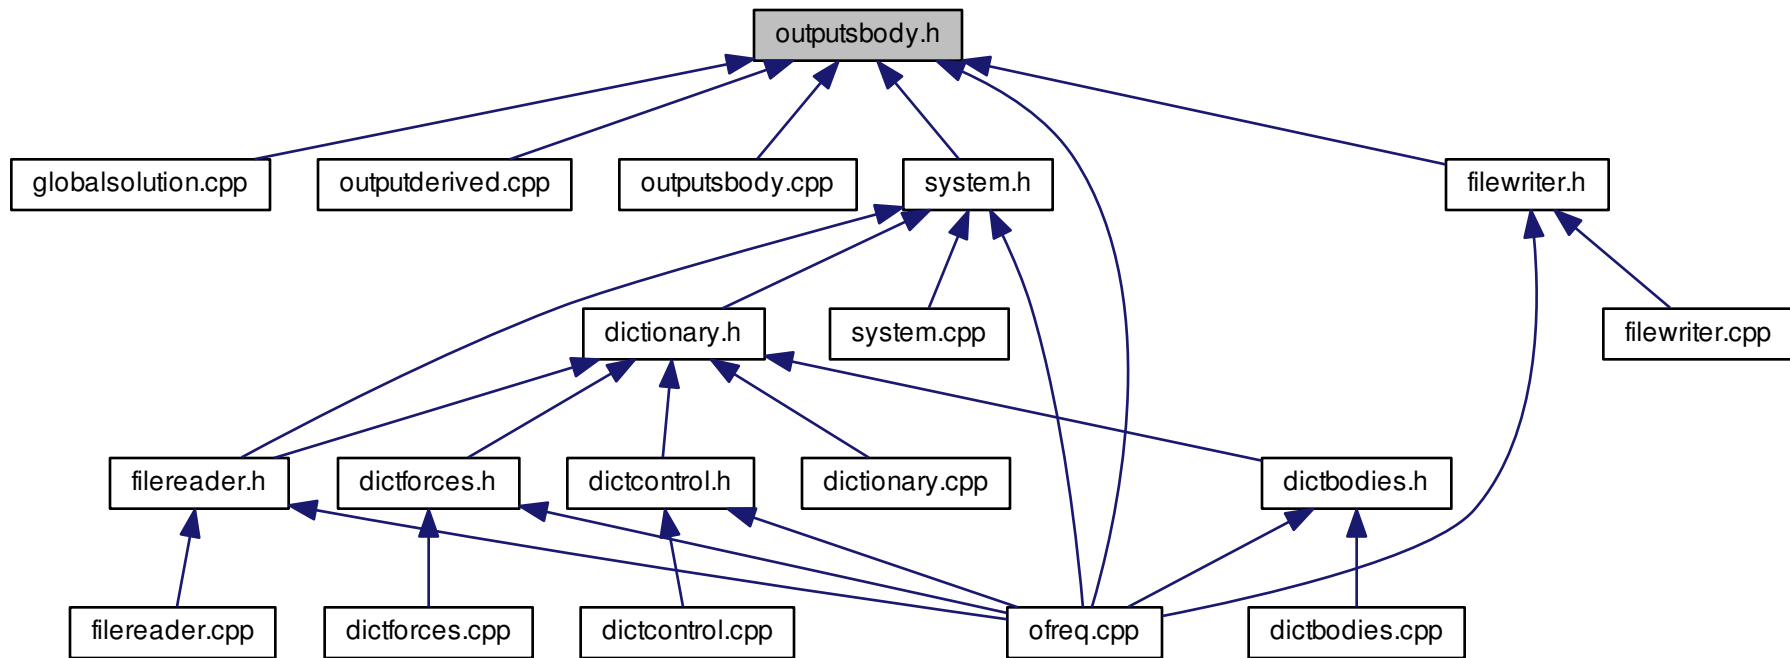 outputsbody.h
globalsolution.cpp
outputderived.cpp
outputsbody.cpp
system.h
filewriter.h
dictionary.h
system.cpp
filewriter.cpp
filereader.h
dictforces.h
dictcontrol.h
dictionary.cpp
dictbodies.h
filereader.cpp
dictforces.cpp
dictcontrol.cpp
ofreq.cpp
dictbodies.cpp